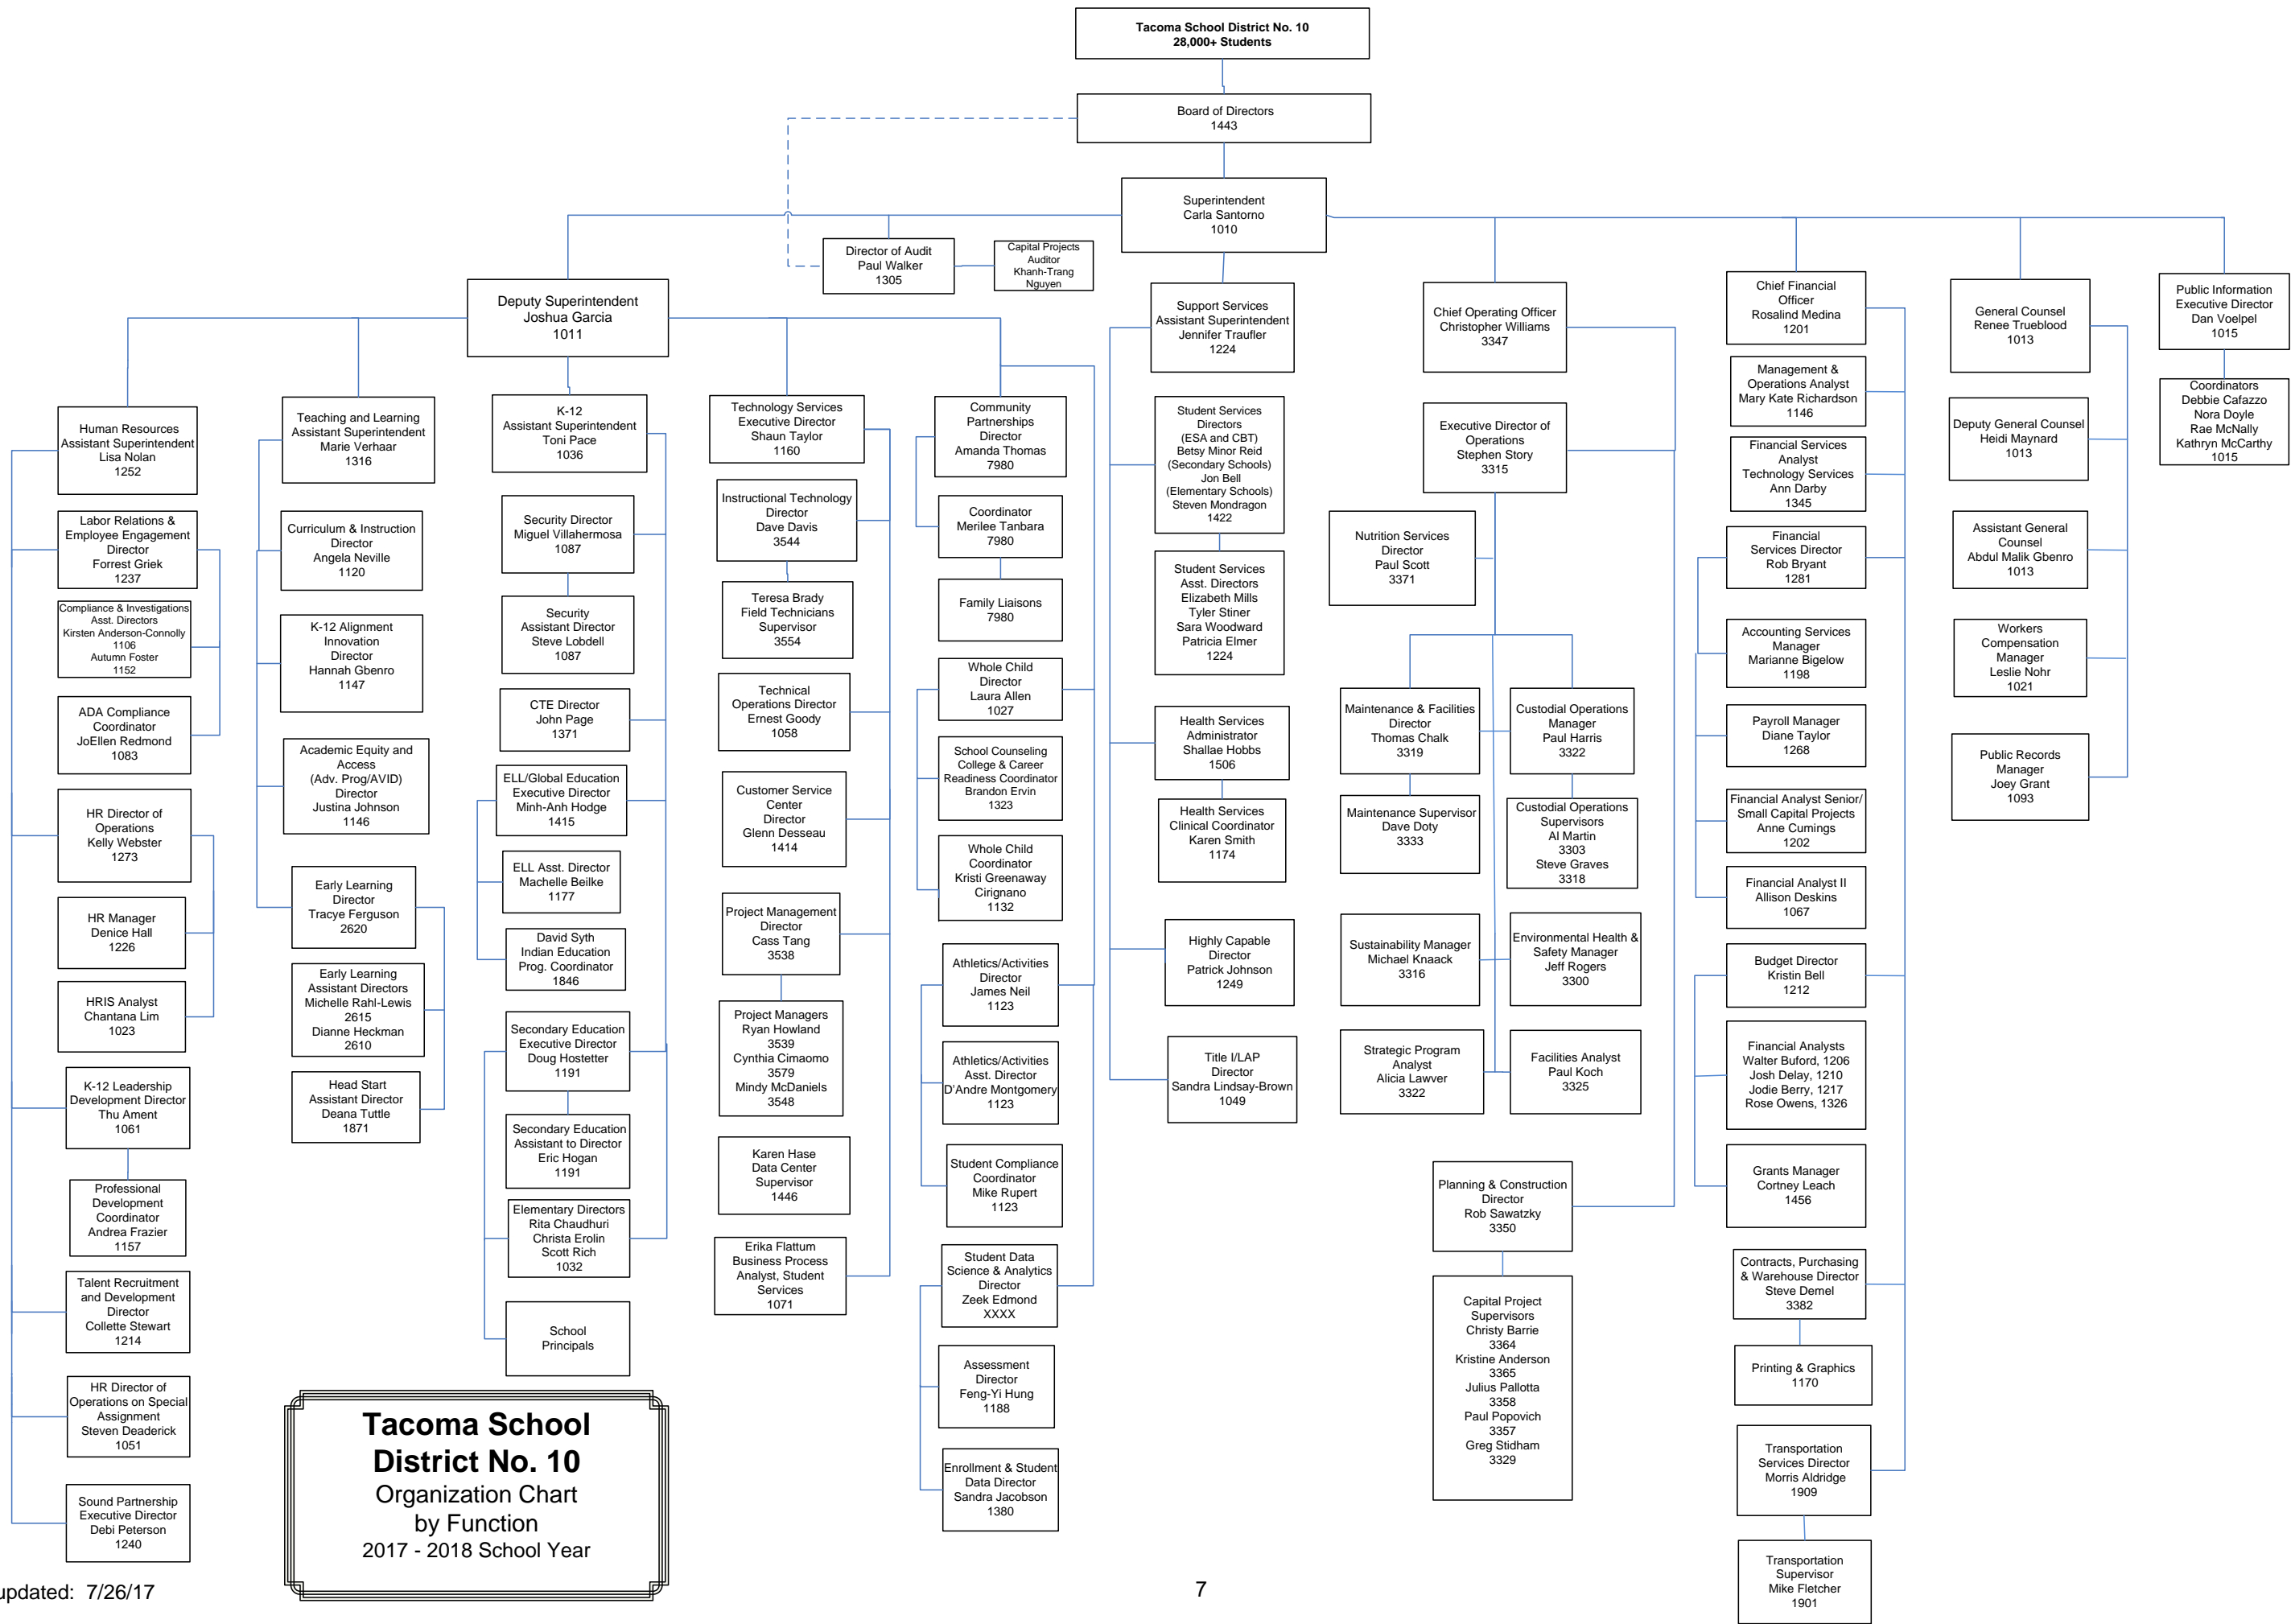 Tacoma School District No. 10
28,000+ Students
Board of Directors
1443
Superintendent
Carla Santorno
1010
Director of Audit
Paul Walker
1305
Capital Projects
Auditor
Khanh-Trang
Nguyen
Deputy Superintendent
Joshua Garcia
1011
Human Resources
Assistant Superintendent
Lisa Nolan
1252
Labor Relations &
Employee Engagement
Director
Forrest Griek
1237
Compliance & Investigations
Asst. Directors
Kirsten Anderson-Connolly
1106
Autumn Foster
1152
ADA Compliance
Coordinator
JoEllen Redmond
1083
HR Director of
Operations
Kelly Webster
1273
HR Manager
Denice Hall
1226
HRIS Analyst
Chantana Lim
1023
K-12 Leadership
Development Director
Thu Ament
1061
Professional
Development
Coordinator
Andrea Frazier
1157
Talent Recruitment
and Development
Director
Collette Stewart
1214
HR Director of
Operations on Special
Assignment
Steven Deaderick
1051
Sound Partnership
Executive Director
Debi Peterson
1240
Teaching and Learning
Assistant Superintendent
Marie Verhaar
1316
Curriculum & Instruction
Director
Angela Neville
1120
K-12 Alignment
Innovation
Director
Hannah Gbenro
1147
Academic Equity and
Access
(Adv. Prog/AVID)
Director
Justina Johnson
1146
Early Learning
Director
Tracye Ferguson
2620
Early Learning
Assistant Directors
Michelle Rahl-Lewis
2615
Dianne Heckman
2610
Head Start
Assistant Director
Deana Tuttle
1871
K-12
Assistant Superintendent
Toni Pace
1036
Security Director
Miguel Villahermosa
1087
Security
Assistant Director
Steve Lobdell
1087
CTE Director
John Page
1371
ELL/Global Education
Executive Director
Minh-Anh Hodge
1415
ELL Asst. Director
Machelle Beilke
1177
David Syth
Indian Education
Prog. Coordinator
1846
Secondary Education
Executive Director
Doug Hostetter
1191
Secondary Education
Assistant to Director
Eric Hogan
1191
Elementary Directors
Rita Chaudhuri
Christa Erolin
Scott Rich
1032
School
Principals
Technology Services
Executive Director
Shaun Taylor
1160
Instructional Technology
Director
Dave Davis
3544
Teresa Brady
Field Technicians
Supervisor
3554
Technical
Operations Director
Ernest Goody
1058
Customer Service
Center
Director
Glenn Desseau
1414
Project Management
Director
Cass Tang
3538
Project Managers
Ryan Howland
3539
Cynthia Cimaomo
3579
Mindy McDaniels
3548
Karen Hase
Data Center
Supervisor
1446
Erika Flattum
Business Process
Analyst, Student
Services
1071
Community
Partnerships
Director
Amanda Thomas
7980
Coordinator
Merilee Tanbara
7980
Family Liaisons
7980
Whole Child
Director
Laura Allen
1027
School Counseling
College & Career
Readiness Coordinator
Brandon Ervin
1323
Whole Child
Coordinator
Kristi Greenaway
Cirignano
1132
Athletics/Activities
Director
James Neil
1123
Athletics/Activities
Asst. Director
D'Andre Montgomery
1123
Student Compliance
Coordinator
Mike Rupert
1123
Student Data
Science & Analytics
Director
Zeek Edmond
XXXX
Assessment
Director
Feng-Yi Hung
1188
Enrollment & Student
Data Director
Sandra Jacobson
1380
Support Services
Assistant Superintendent
Jennifer Traufler
1224
Student Services
Directors
(ESA and CBT)
Betsy Minor Reid
(Secondary Schools)
Jon Bell
(Elementary Schools)
Steven Mondragon
1422
Student Services
Asst. Directors
Elizabeth Mills
Tyler Stiner
Sara Woodward
Patricia Elmer
1224
Health Services
Administrator
Shallae Hobbs
1506
Health Services
Clinical Coordinator
Karen Smith
1174
Highly Capable
Director
Patrick Johnson
1249
Title I/LAP
Director
Sandra Lindsay-Brown
1049
Chief Operating Officer
Christopher Williams
3347
Executive Director of
Operations
Stephen Story
3315
Nutrition Services
Director
Paul Scott
3371
Maintenance & Facilities
Director
Thomas Chalk
3319
Custodial Operations
Manager
Paul Harris
3322
Maintenance Supervisor
Dave Doty
3333
Custodial Operations
Supervisors
Al Martin
3303
Steve Graves
3318
Sustainability Manager
Michael Knaack
3316
Environmental Health &
Safety Manager
Jeff Rogers
3300
Strategic Program
Analyst
Alicia Lawver
3322
Facilities Analyst
Paul Koch
3325
Planning & Construction
Director
Rob Sawatzky
3350
Capital Project
Supervisors
Christy Barrie
3364
Kristine Anderson
3365
Julius Pallotta
3358
Paul Popovich
3357
Greg Stidham
3329
Chief Financial
Officer
Rosalind Medina
1201
Management &
Operations Analyst
Mary Kate Richardson
1146
Financial Services
Analyst
Technology Services
Ann Darby
1345
Financial
Services Director
Rob Bryant
1281
Accounting Services
Manager
Marianne Bigelow
1198
Payroll Manager
Diane Taylor
1268
Financial Analyst Senior/
Small Capital Projects
Anne Cumings
1202
Financial Analyst II
Allison Deskins
1067
Budget Director
Kristin Bell
1212
Financial Analysts
Walter Buford, 1206
Josh Delay, 1210
Jodie Berry, 1217
Rose Owens, 1326
Grants Manager
Cortney Leach
1456
Contracts, Purchasing
& Warehouse Director
Steve Demel
3382
Printing & Graphics
1170
Transportation
Services Director
Morris Aldridge
1909
Transportation
Supervisor
Mike Fletcher
1901
General Counsel
Renee Trueblood
1013
Deputy General Counsel
Heidi Maynard
1013
Assistant General
Counsel
Abdul Malik Gbenro
1013
Workers
Compensation
Manager
Leslie Nohr
1021
Public Records
Manager
Joey Grant
1093
Public Information
Executive Director
Dan Voelpel
1015
Coordinators
Debbie Cafazzo
Nora Doyle
Rae McNally
Kathryn McCarthy
1015
Tacoma School
District No. 10
Organization Chart
by Function
2017 - 2018 School Year
updated: 7/26/17
7